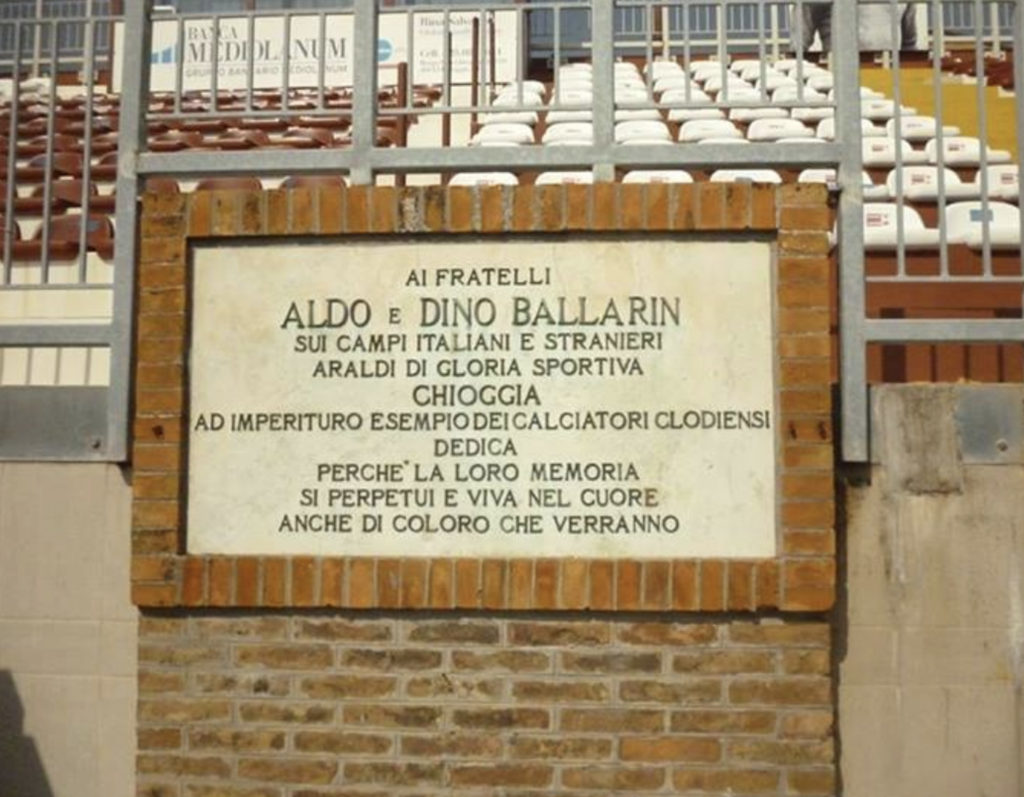 BANCA
MEDIOLANUM
GRUPPO BANCARIO MEDIOLANUM
AI FRATELLI
ALDO E DINO BALLARIN
SUI CAMPI ITALIANI E STRANIERI
ARALDI DI GLORIA SPORTIVA
CHIOGGIA
AD IMPERITURO ESEMPIO DEI CALCIATORI CLODIENSI
DEDICA
PERCHE' LA LORO MEMORIA
SI PERPETUI E VIVA NEL CUORE
ANCHE DI COLORO CHE VERRANNO